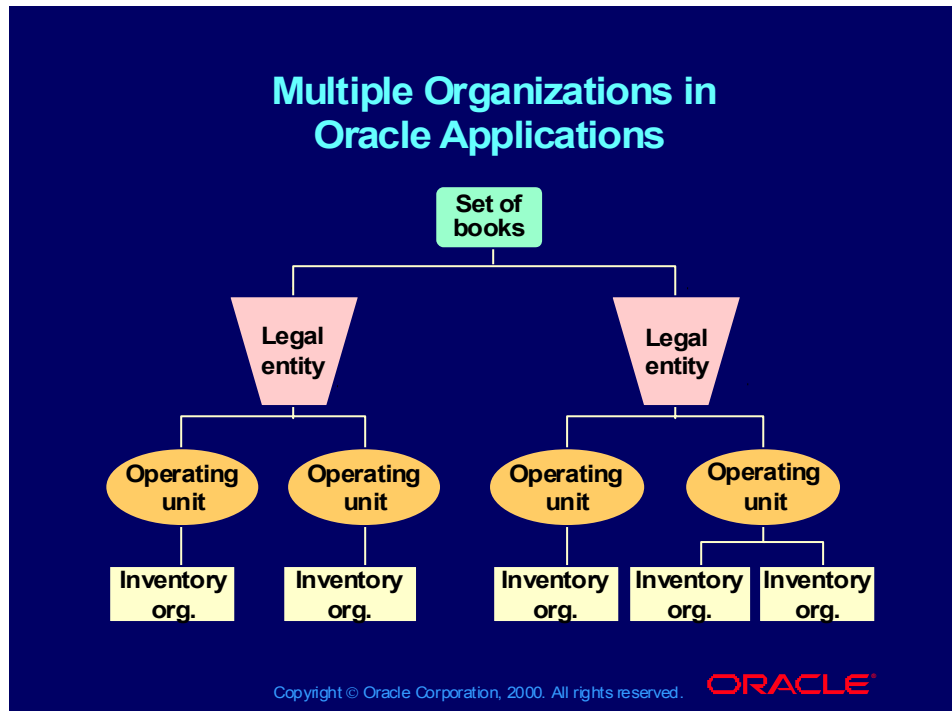 Multiple Organizations in
Oracle Applications
Set of
books
Legal
entity
Legal
entity
Operating
unit
Operating
unit
Operating
unit
Operating
unit
Inventory
org.
Inventory
org.
Inventory
org.
Inventory
org.
Inventory
org.
Copyright © Oracle Corporation, 2000. All rights reserved.
ORACLE®